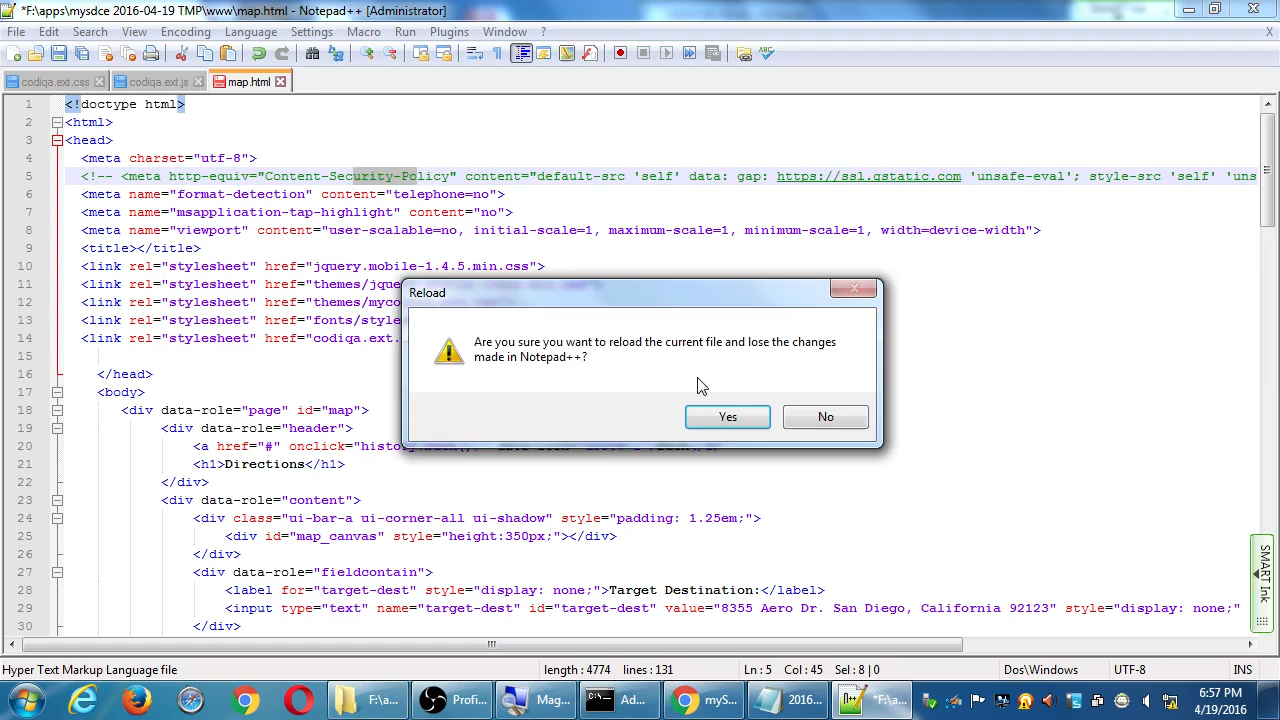 *F:\apps\mysdce 2016-04-19 TMP\www\map.html - Notepad++ [Administrator]
File Edit Search View Encoding Language Settings Macro Run Plugins Window ? X
codiqa.ext.css codiqa.ext.js map.html
1 <!doctype html>
2 <html>
3 <head>
4 <meta charset="utf-8">
5 <!-- <meta http-equiv="Content-Security-Policy" content="default-src 'self' data: gap: https://ssl.gstatic.com 'unsafe-eval'; style-src 'self' 'uns
6 <meta name="format-detection" content="telephone=no">
7 <meta name="msapplication-tap-highlight" content="no">
8 <meta name="viewport" content="user-scalable=no, initial-scale=1, maximum-scale=1, minimum-scale=1, width=device-width">
9 <title></title>
10 <link rel="stylesheet" href="jquery.mobile-1.4.5.min.css">
11 <link rel="stylesheet" href="themes/jqu
12 <link rel="stylesheet" href="themes/myco
13 <link rel="stylesheet" href="fonts/style
14 <link rel="stylesheet" href="codiqa.ext.
15
16 </head>
17 <body>
18 <div data-role="page" id="map">
19 <div data-role="header">
20 <a href="#" onclick="history
21 <h1>Directions</h1>
22 </div>
23 <div data-role="content">
24 <div class="ui-bar-a ui-corner-all ui-shadow" style="padding: 1.25em;">
25 <div id="map_canvas" style="height:350px;"></div>
26 </div>
27 <div data-role="fieldcontain">
28 <label for="target-dest" style="display: none;">Target Destination:</label>
29 <input type="text" name="target-dest" id="target-dest" value="8355 Aero Dr. San Diego, California 92123" style="display: none;"
30 </div>
Reload
Are you sure you want to reload the current file and lose the changes
made in Notepad++?
Yes No
SMART Ink
Hyper Text Markup Language file length : 4774 lines : 131 Ln : 5 Col : 45 Sel : 8 | 0 Dos\Windows UTF-8 INS
F:\a... Profi... Mag... Ad... myS... 2016... *F:\a...
6:57 PM
4/19/2016